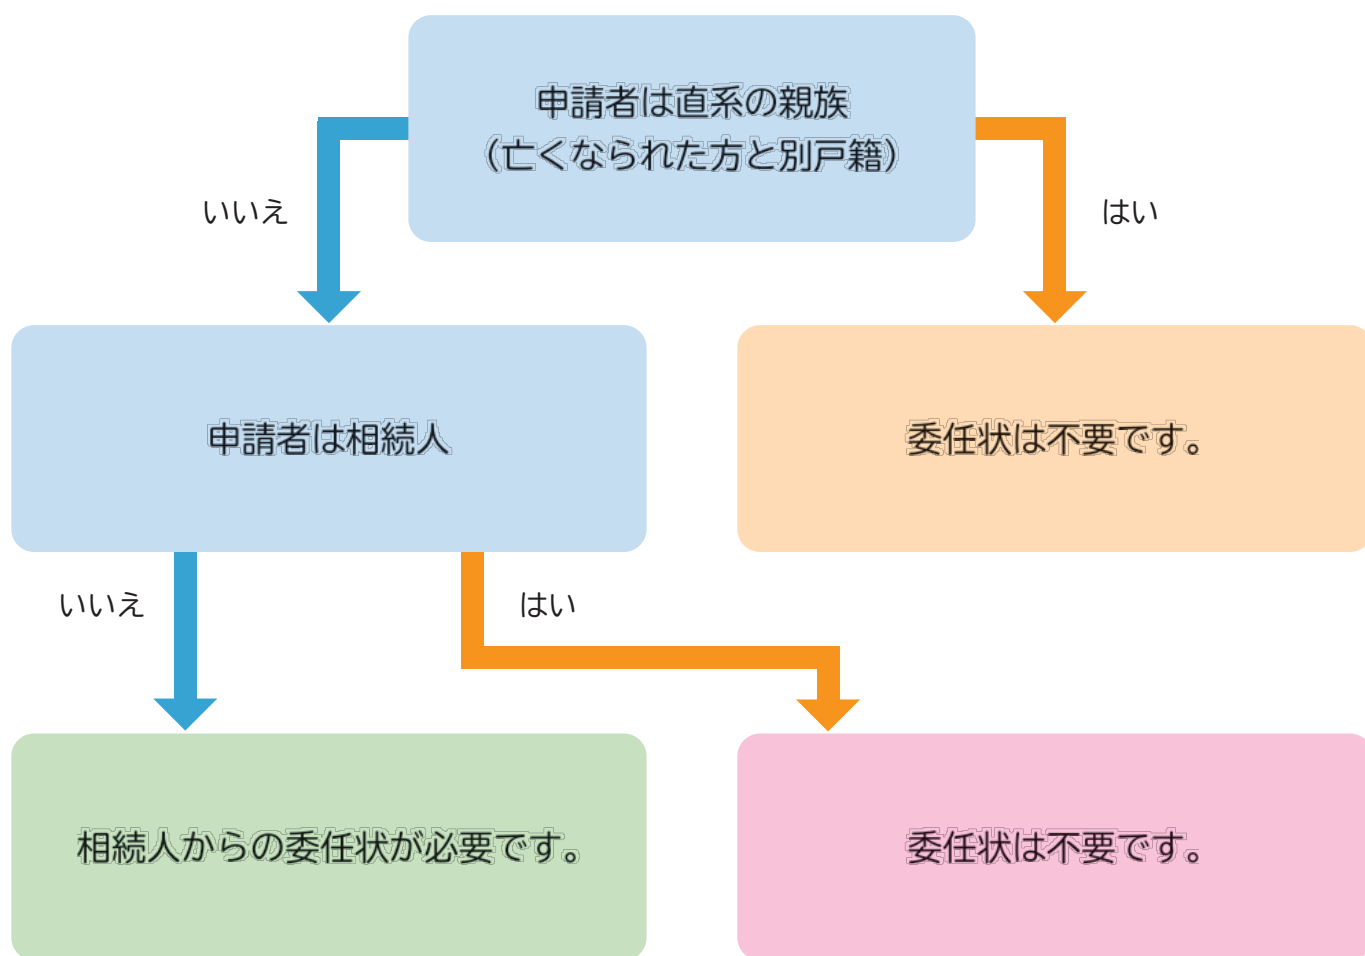 申請者は直系の親族
（亡くなられた方と別戸籍）
いいえ
はい
申請者は相続人
委任状は不要です。
いいえ
はい
相続人からの委任状が必要です。
委任状は不要です。